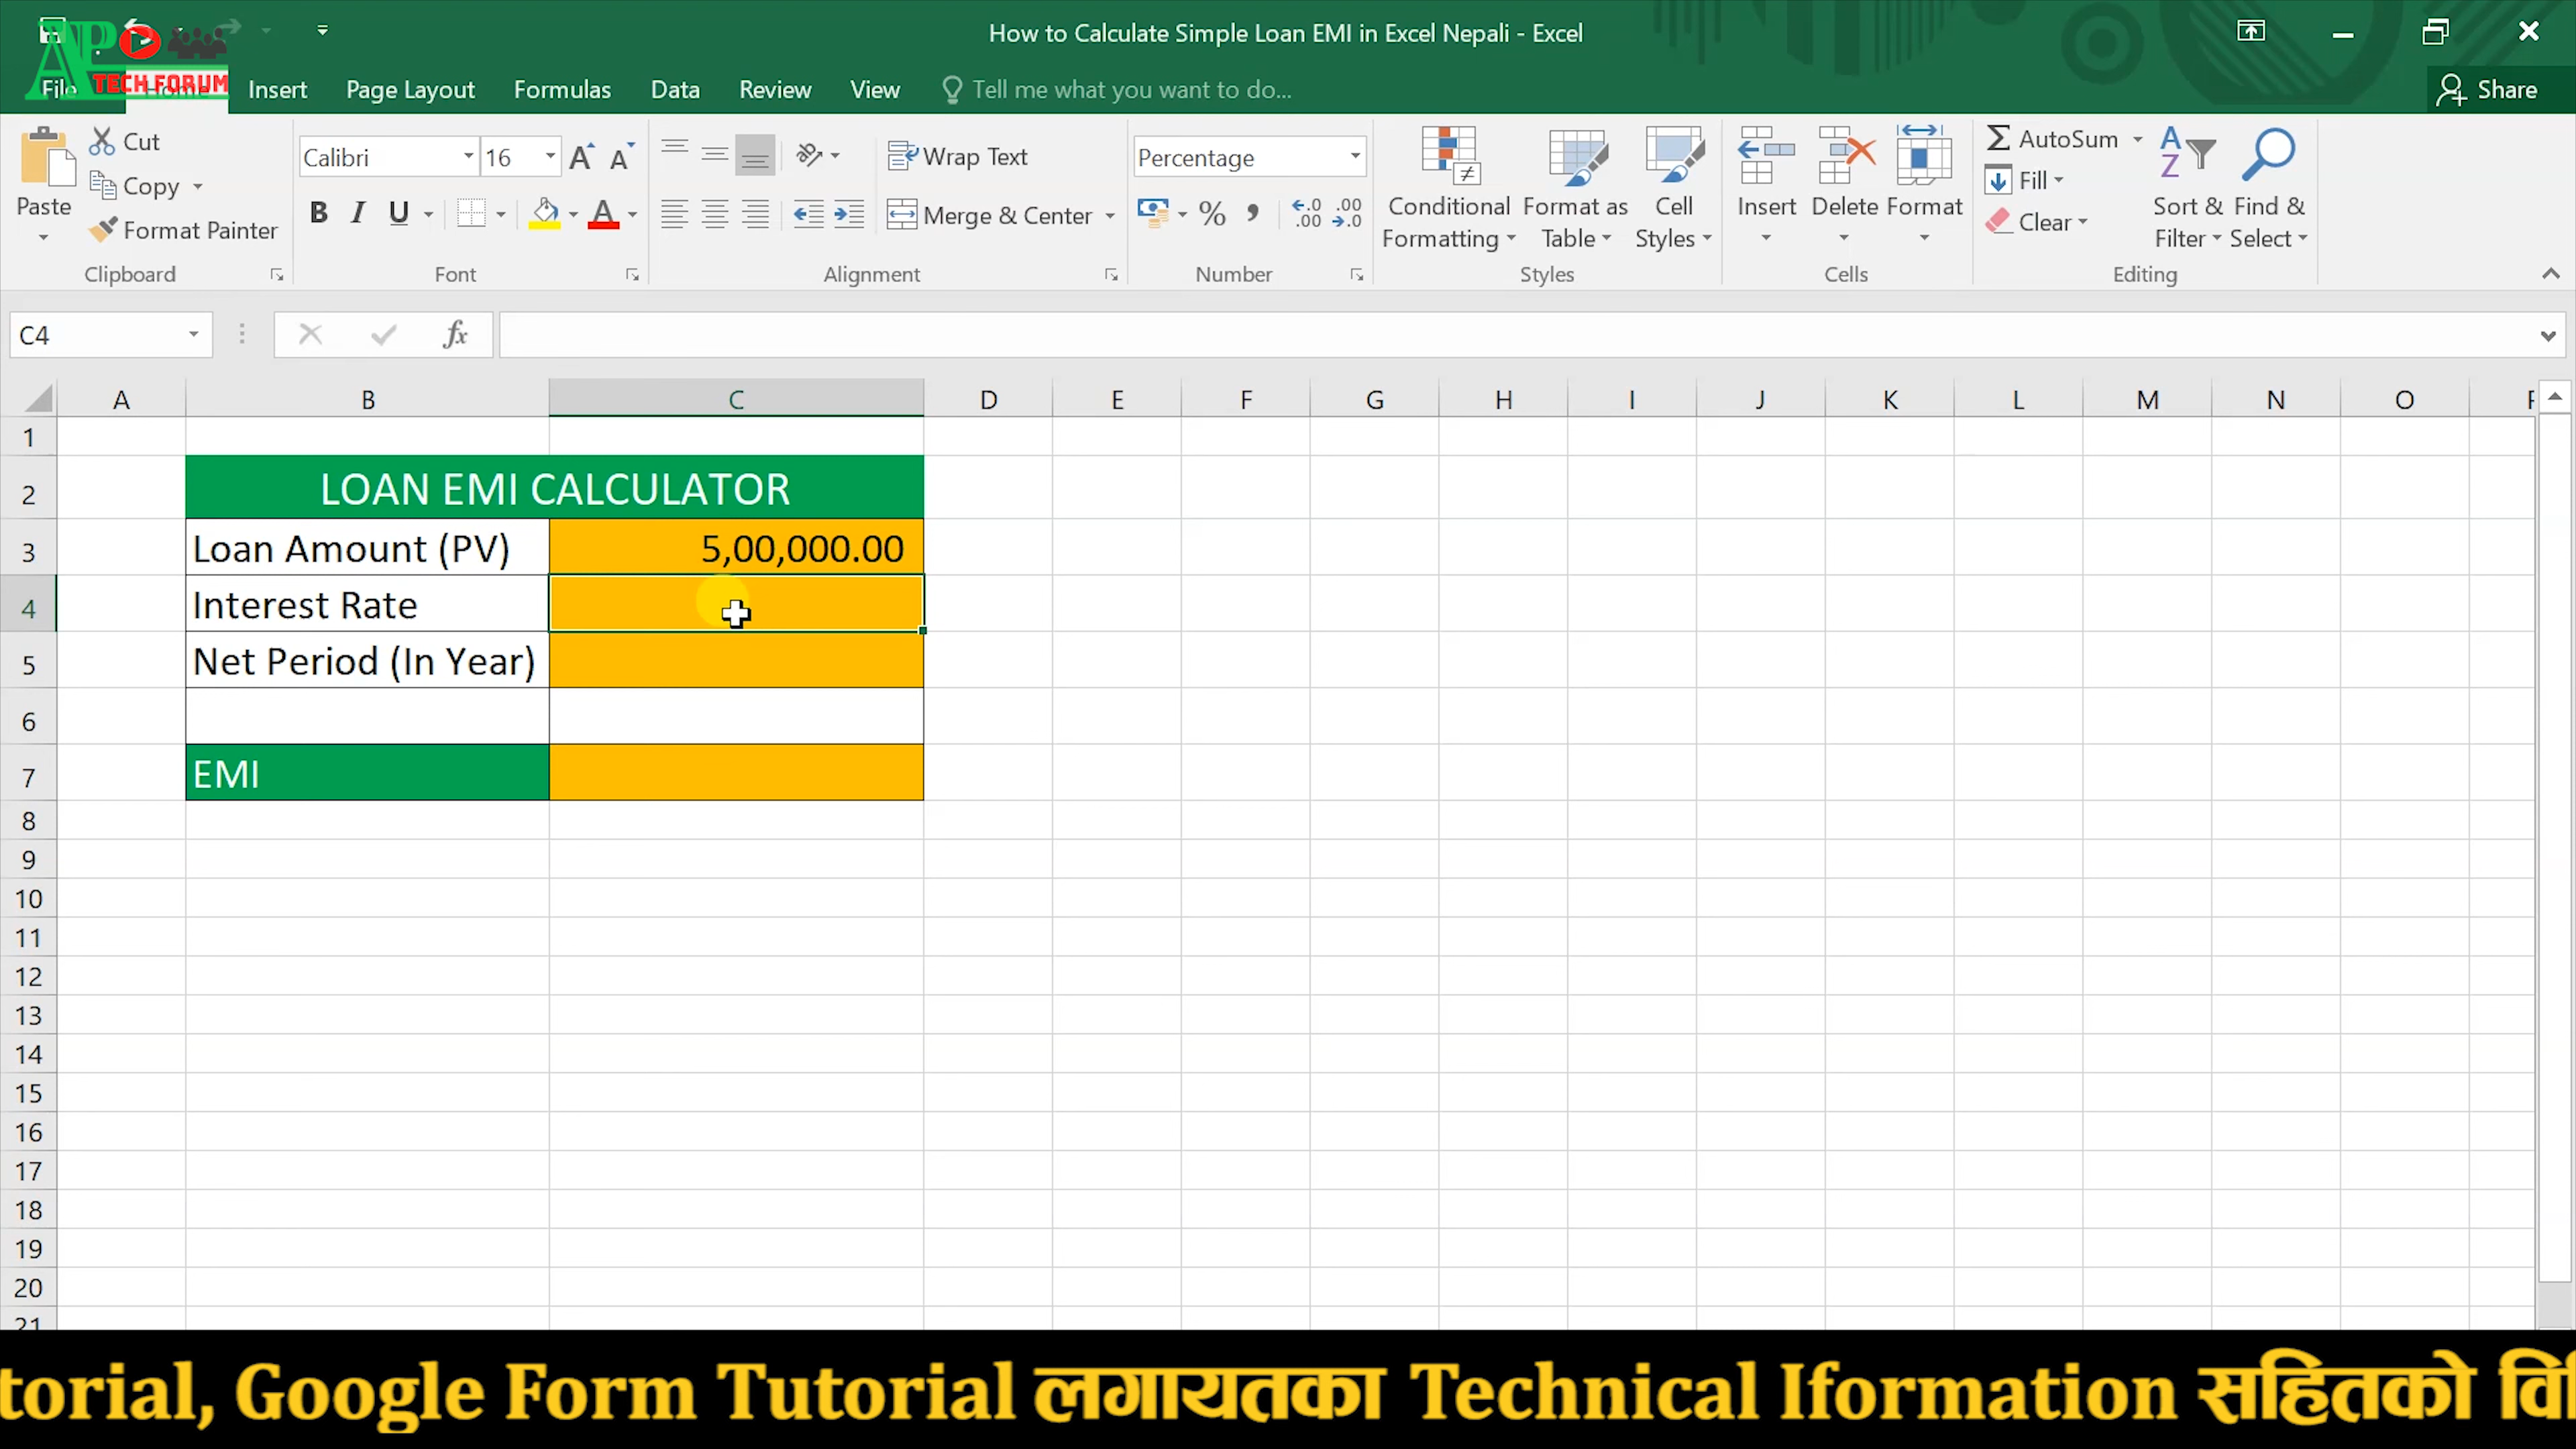 How to Calculate Simple Loan EMI in Excel Nepali - Excel
AP
TECH FORUM
File Home Insert Page Layout Formulas Data Review View Tell me what you want to do... Share
Paste
Cut
Copy
Format Painter
Clipboard
Calibri 16
B I U
Font
Wrap Text
Merge & Center
Alignment
Percentage
Number
Conditional Formatting
Format as Table
Cell Styles
Styles
Insert Delete Format
Cells
AutoSum
Fill
Clear
Sort & Filter
Find & Select
Editing
C4 fx
A B C D E F G H I J K L M N O
1
2 LOAN EMI CALCULATOR
3 Loan Amount (PV) 5,00,000.00
4 Interest Rate
5 Net Period (In Year)
6
7 EMI
8
9
10
11
12
13
14
15
16
17
18
19
20
21
torial, Google Form Tutorial लगायतका Technical Iformation सहितको